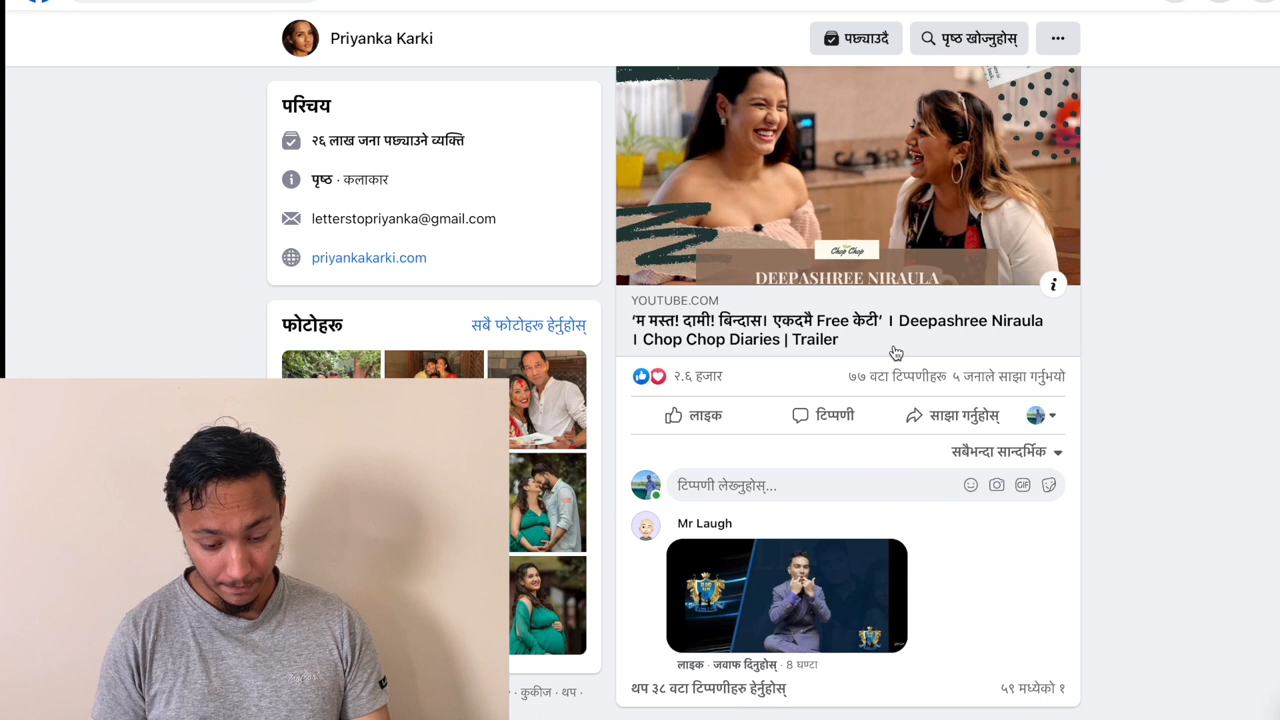 Priyanka Karki
पछ्याउदै
पृष्ठ खोज्नुहोस्
परिचय
२६ लाख जना पछ्याउने व्यक्ति
पृष्ठ · कलाकार
letterstopriyanka@gmail.com
priyankakarki.com
फोटोहरू
सबै फोटोहरू हेर्नुहोस्
· कुकीज · थप ·
Chop Chop
DEEPASHREE NIRAULA
YOUTUBE.COM
‘म मस्त! दामी! बिन्दास। एकदमै Free केटी’ । Deepashree Niraula
। Chop Chop Diaries | Trailer
२.६ हजार
७७ वटा टिप्पणीहरू ५ जनाले साझा गर्नुभयो
लाइक
टिप्पणी
साझा गर्नुहोस्
सबैभन्दा सान्दर्भिक
टिप्पणी लेख्नुहोस्...
GIF
Mr Laugh
लाइक · जवाफ दिनुहोस् · 8 घण्टा
थप ३८ वटा टिप्पणीहरु हेर्नुहोस्
५९ मध्येको १